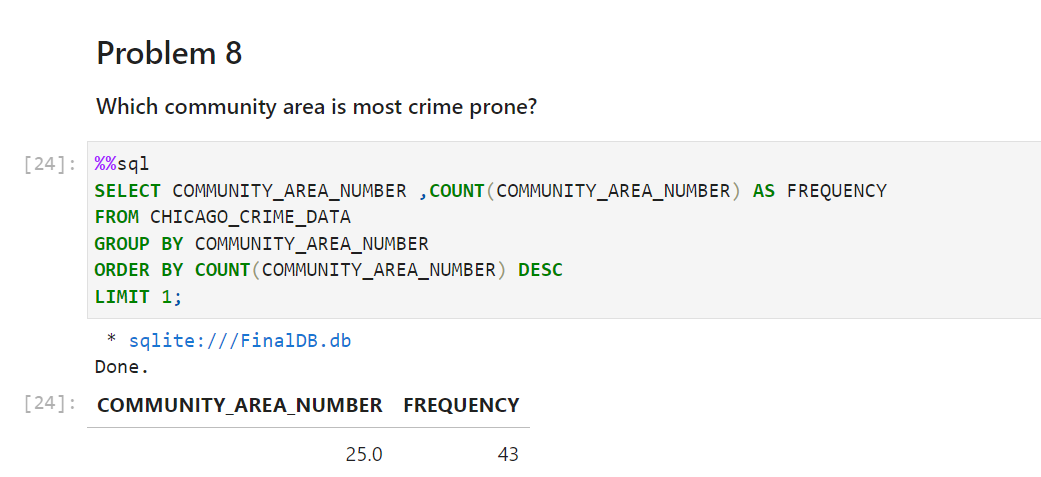 Problem 8
Which community area is most crime prone?
[24]: %%sql
SELECT COMMUNITY_AREA_NUMBER ,COUNT(COMMUNITY_AREA_NUMBER) AS FREQUENCY
FROM CHICAGO_CRIME_DATA
GROUP BY COMMUNITY_AREA_NUMBER
ORDER BY COUNT(COMMUNITY_AREA_NUMBER) DESC
LIMIT 1;
* sqlite:///FinalDB.db
Done.
[24]: COMMUNITY_AREA_NUMBER FREQUENCY
25.0 43